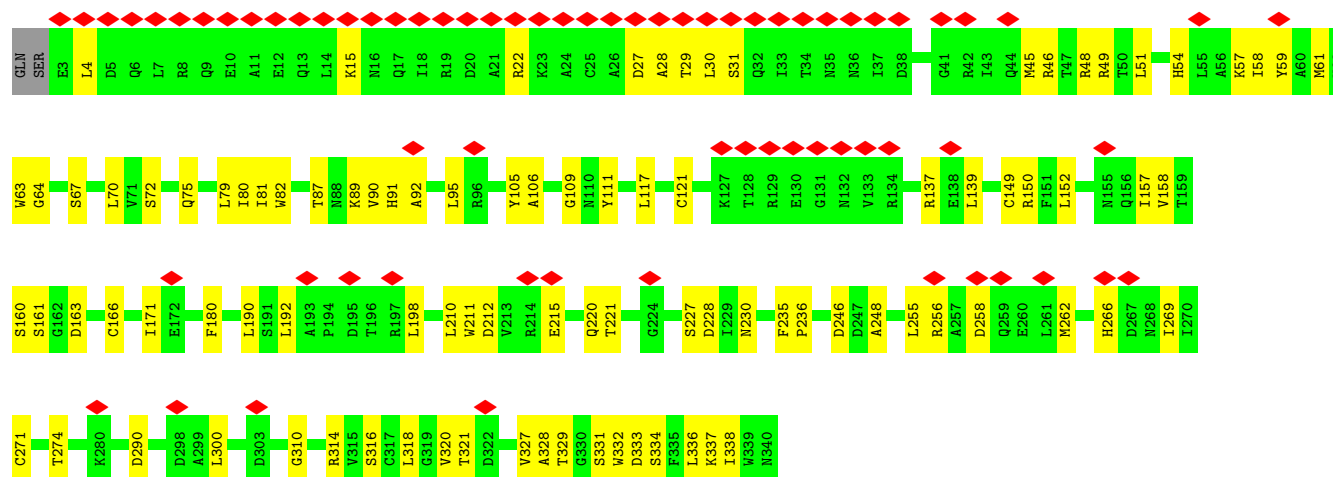 GLN SER E3 L4 D5 Q6 L7 R8 Q9 E10 A11 E12 Q13 L14 K15 N16 Q17 I18 R19 D20 A21 R22 K23 A24 C25 A26 D27 A28 T29 L30 S31 Q32 I33 T34 N35 N36 I37 D38 G41 R42 I43 Q44 M45 R46 T47 R48 R49 T50 L51 H54 L55 A56 K57 I58 Y59 A60 M61
W63 G64 S67 L70 V71 S72 Q75 L79 I80 I81 W82 T87 N88 K89 V90 H91 A92 L95 R96 Y105 A106 G109 N110 Y111 L117 C121 K127 T128 R129 E130 G131 N132 V133 R134 R137 E138 L139 C149 R150 F151 L152 N155 Q156 I157 V158 T159
S160 S161 G162 D163 C166 I171 E172 F180 L190 S191 L192 A193 P194 D195 T196 R197 L198 L210 W211 D212 V213 R214 E215 Q220 T221 G224 S227 D228 I229 N230 F235 P236 D246 D247 A248 L255 R256 A257 D258 Q259 E260 L261 M262 H266 D267 N268 I269 I270
C271 T274 K280 D290 D298 A299 L300 D303 G310 R314 V315 S316 C317 L318 G319 V320 T321 D322 V327 A328 T329 G330 S331 W332 D333 S334 F335 L336 K337 I338 W339 N340